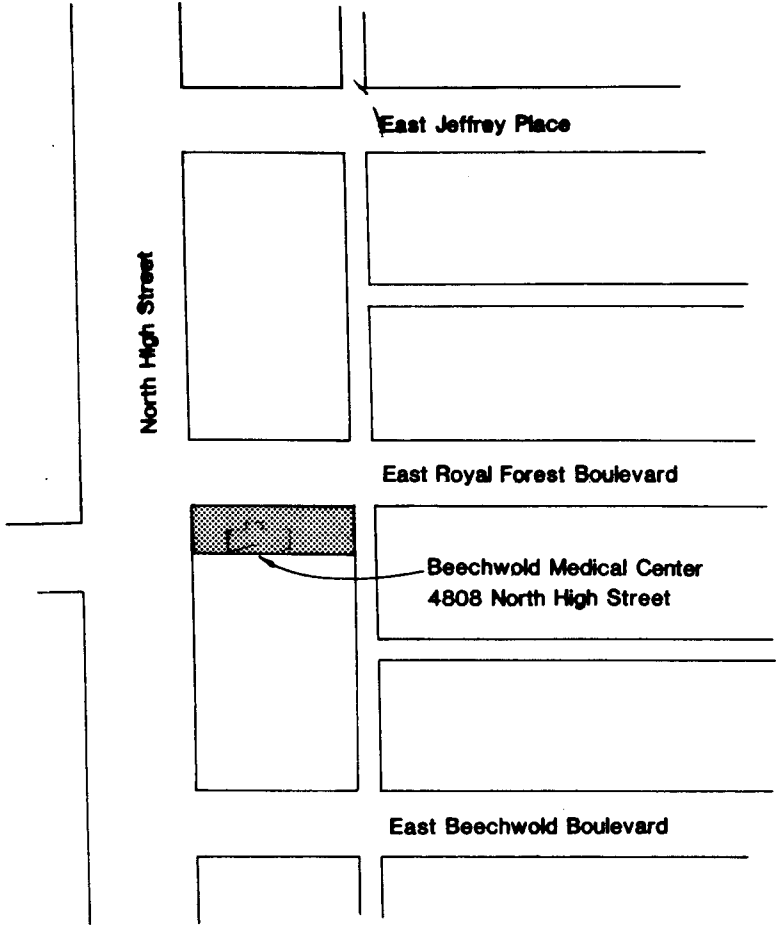 East Jeffrey Place
North High Street
East Royal Forest Boulevard
Beechwold Medical Center
4808 North High Street
East Beechwold Boulevard